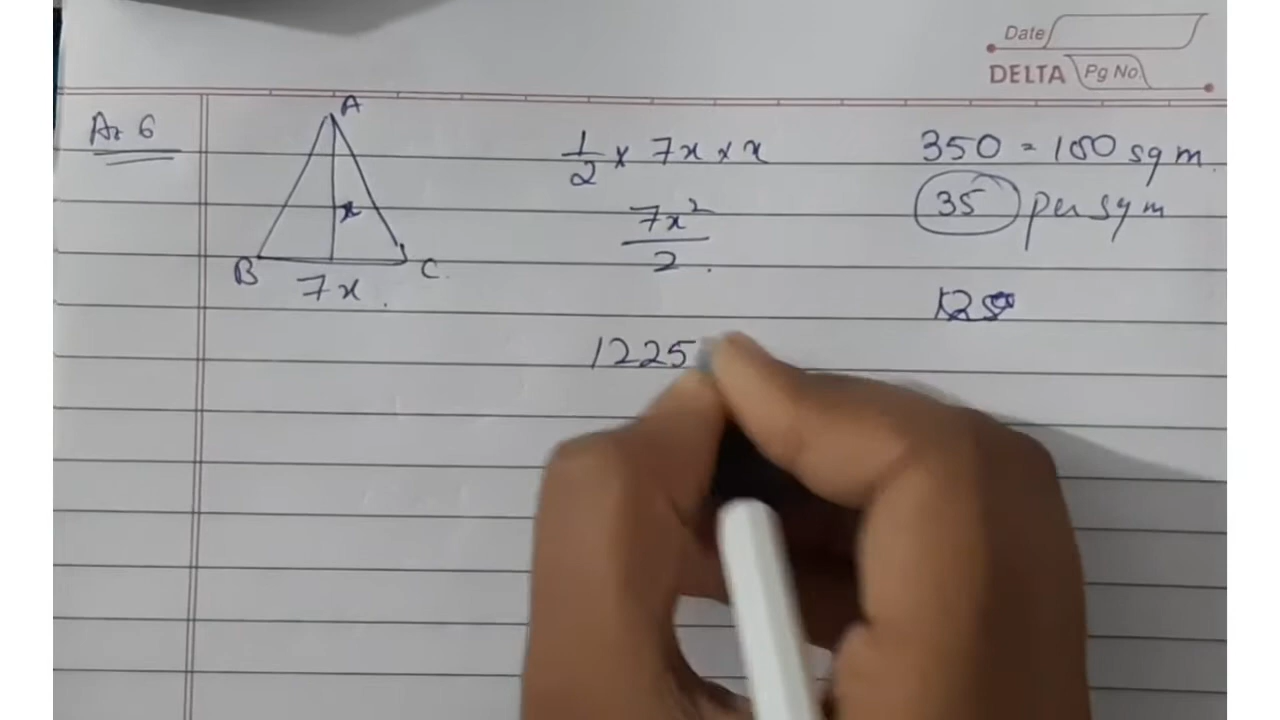 Date
DELTA Pg No.
Ar 6
A
x
B
C
7x
1/2 × 7x × x
7x²
2
1225
350 = 100 sq m.
35 per sq m